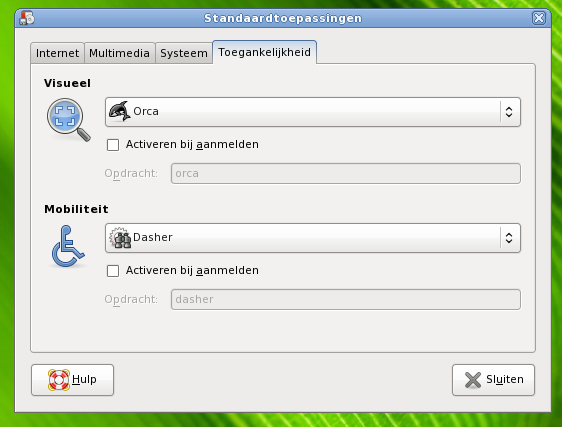 Standaardtoepassingen
Internet Multimedia Systeem Toegankelijkheid
Visueel
Orca
Activeren bij aanmelden
Opdracht: orca
Mobiliteit
Dasher
Activeren bij aanmelden
Opdracht: dasher
Hulp Sluiten